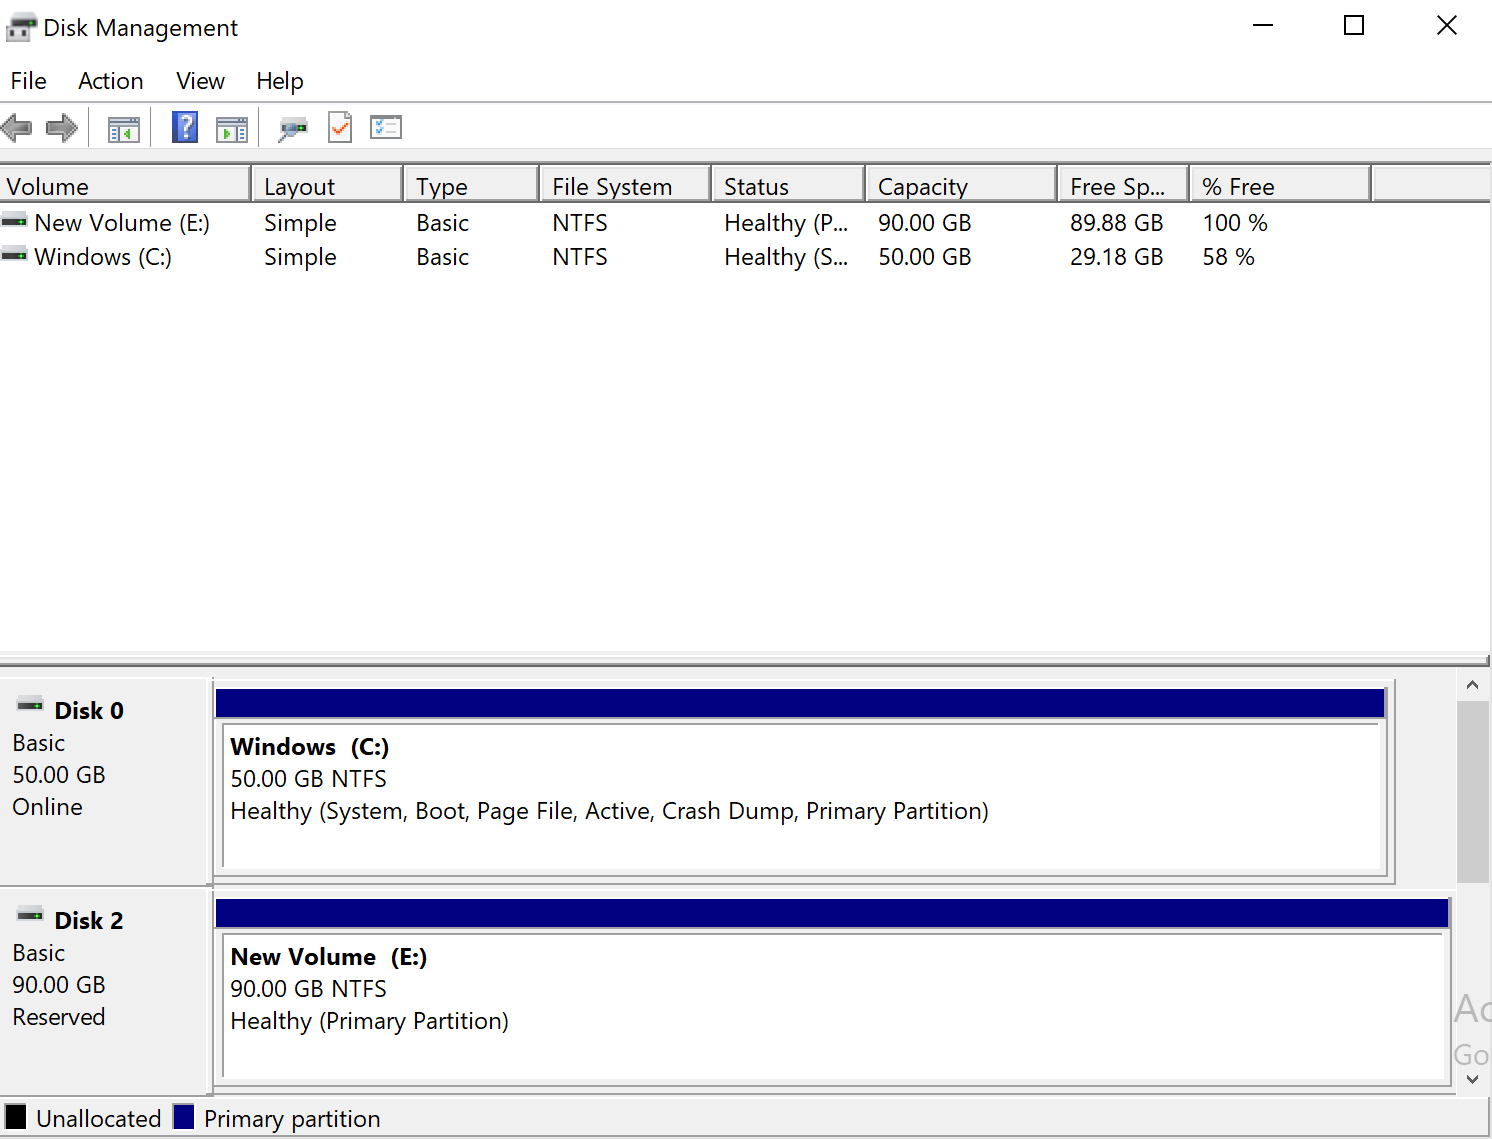 Disk Management
File Action View Help
Volume Layout Type File System Status Capacity Free Sp... % Free
New Volume (E:) Simple Basic NTFS Healthy (P... 90.00 GB 89.88 GB 100 %
Windows (C:) Simple Basic NTFS Healthy (S... 50.00 GB 29.18 GB 58 %
Disk 0
Basic
50.00 GB
Online
Windows (C:)
50.00 GB NTFS
Healthy (System, Boot, Page File, Active, Crash Dump, Primary Partition)
Disk 2
Basic
90.00 GB
Reserved
New Volume (E:)
90.00 GB NTFS
Healthy (Primary Partition)
Ac
Go
Unallocated Primary partition